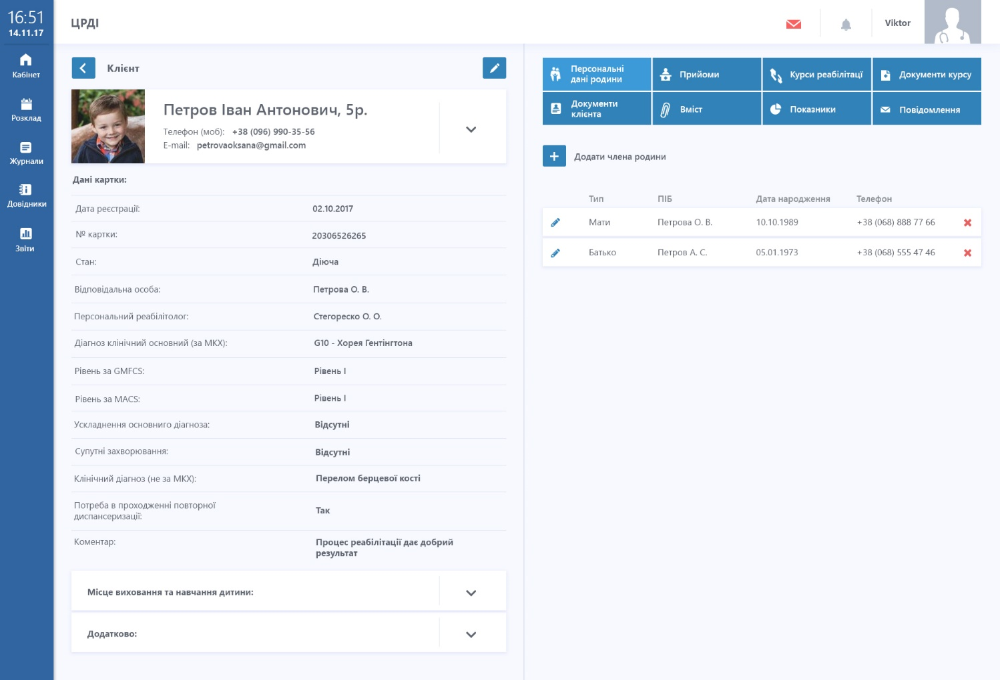 16:51
14.11.17
Кабінет
Розклад
Журнали
Довідники
Звіти
ЦРДІ
Viktor
Клієнт
Петров Іван Антонович, 5р.
Телефон (моб): +38 (096) 990-35-56
E-mail: petrovaoksana@gmail.com
Дані картки:
Дата реєстрації: 02.10.2017
№ картки: 20306526265
Стан: Діюча
Відповідальна особа: Петрова О. В.
Персональний реабілітолог: Стегореско О. О.
Діагноз клінічний основний (за МКХ): G10 - Хорея Гентінгтона
Рівень за GMFCS: Рівень I
Рівень за MACS: Рівень I
Ускладнення основниго діагноза: Відсутні
Супутні захворювання: Відсутні
Клінічний діагноз (не за МКХ): Перелом берцевої кості
Потреба в проходженні повторної
диспансеризації: Так
Коментар: Процес реабілітації дає добрий
результат
Місце виховання та навчання дитини:
Додатково:
Персональні
дані родини
Прийоми
Курси реабілітації
Документи курсу
Документи
клієнта
Вміст
Показники
Повідомлення
Додати члена родини
Тип ПІБ Дата народження Телефон
Мати Петрова О. В. 10.10.1989 +38 (068) 888 77 66
Батько Петров А. С. 05.01.1973 +38 (068) 555 47 46